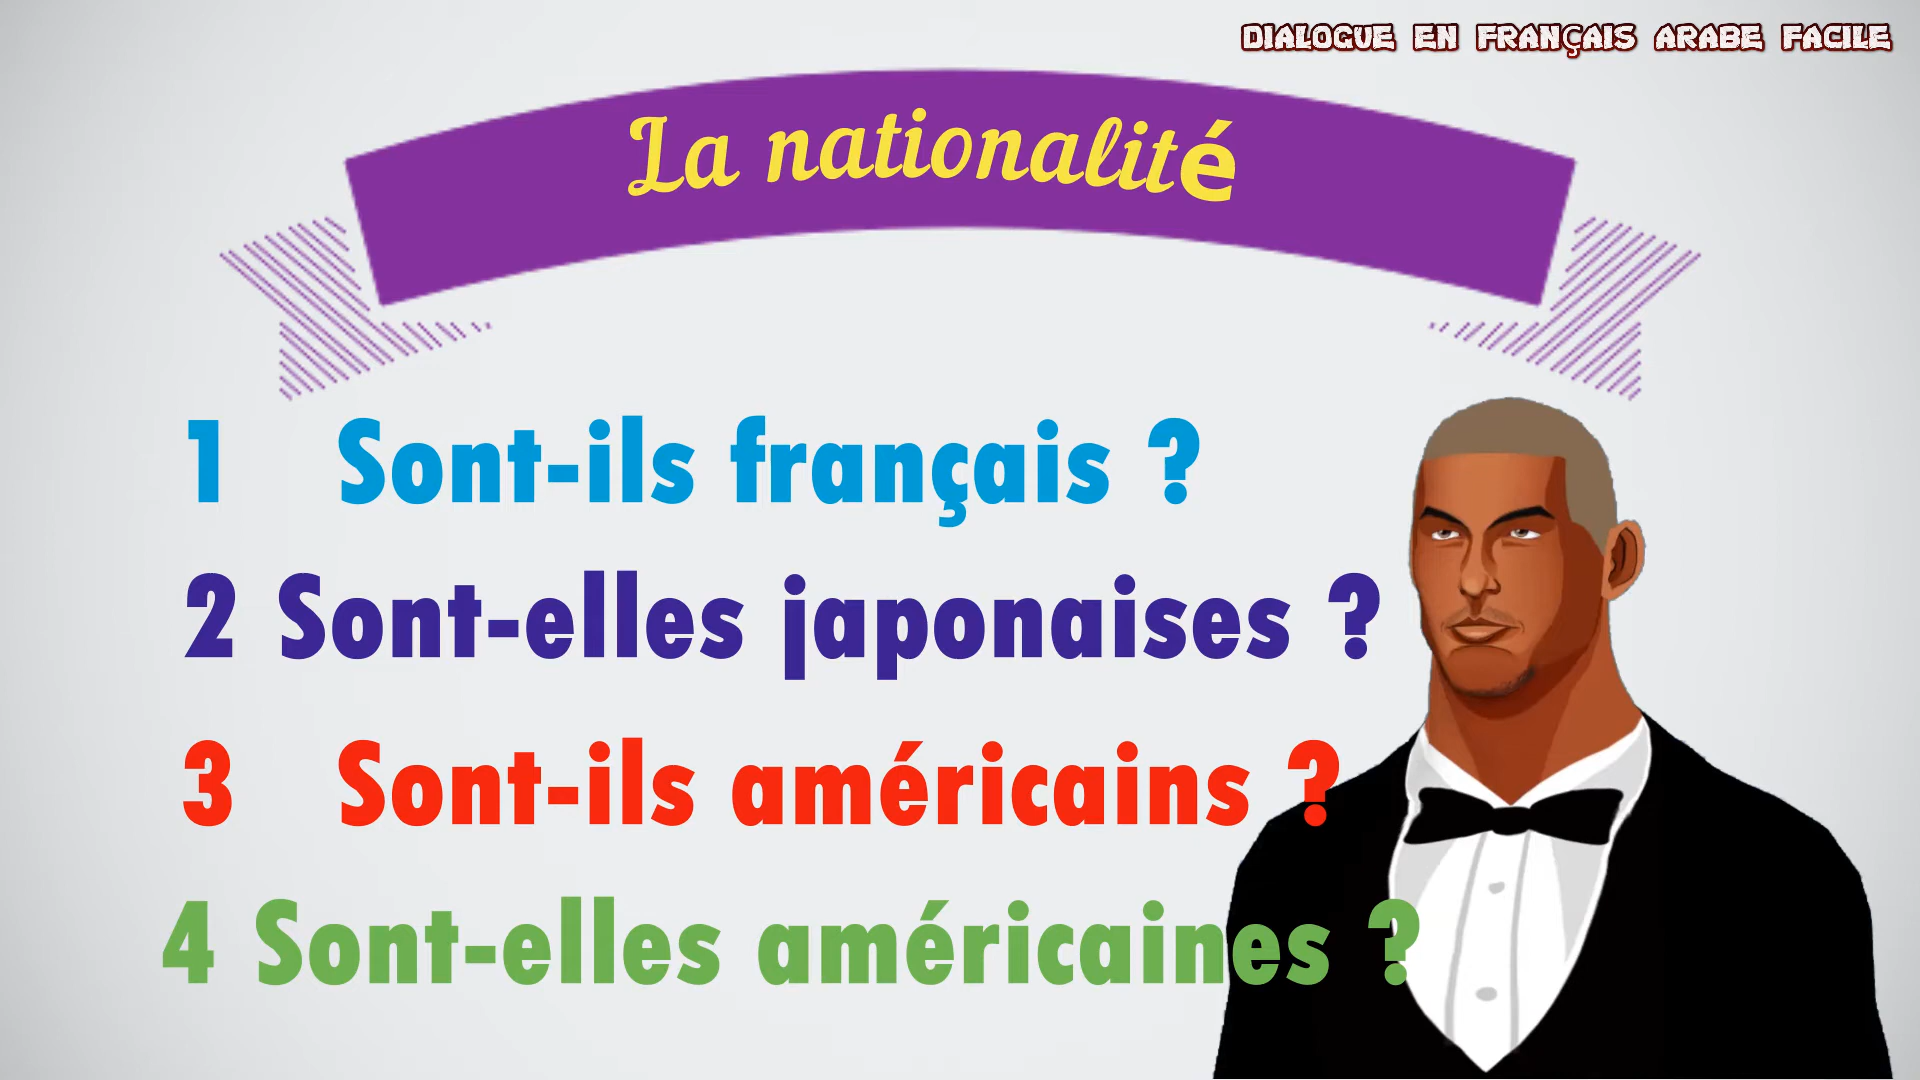 DIALOGUE EN FRANÇAIS ARABE FACILE
La nationalité
1 Sont-ils français ?
2 Sont-elles japonaises ?
3 Sont-ils américains ?
4 Sont-elles américaines ?